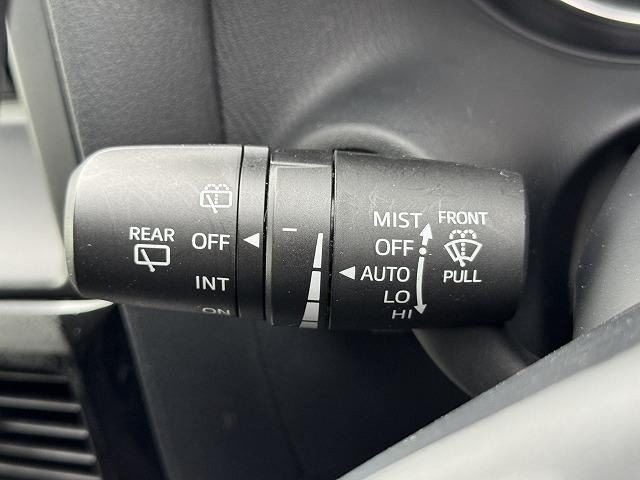 REAR
OFF
INT
ON
MIST
OFF
AUTO
LO
HI
FRONT
PULL